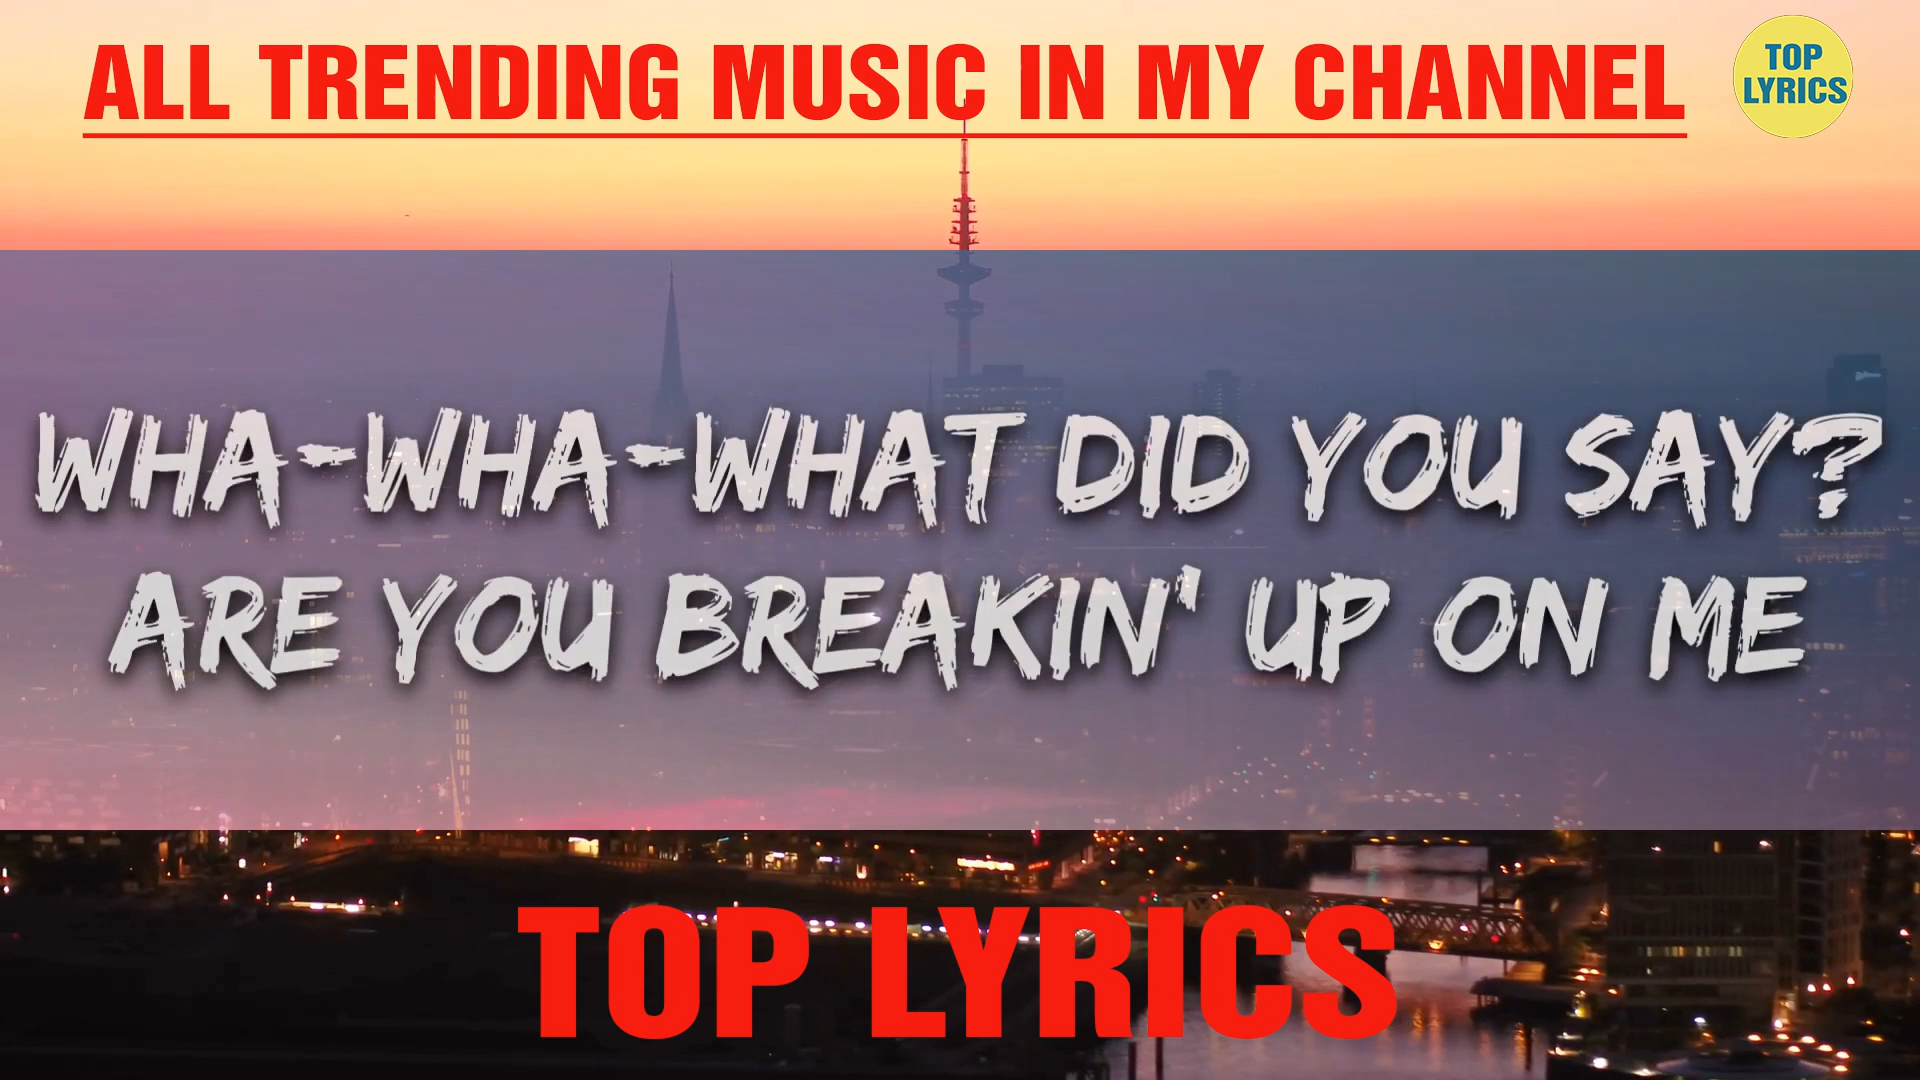 ALL TRENDING MUSIC IN MY CHANNEL
TOP
LYRICS
WHA-WHA-WHAT DID YOU SAY?
ARE YOU BREAKIN' UP ON ME
TOP LYRICS